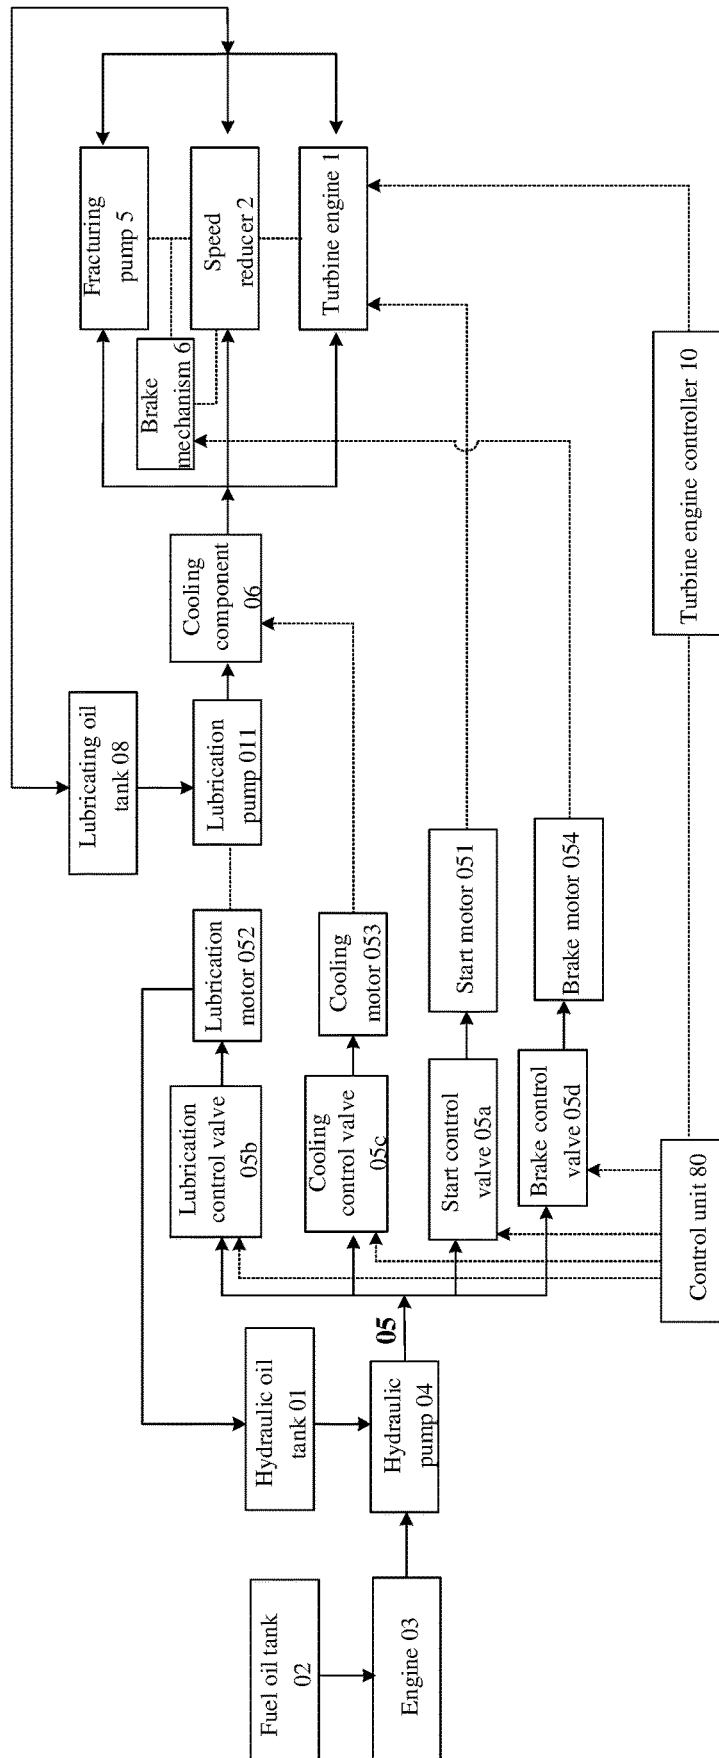 Fracturing
pump 5
Speed
reducer 2
Turbine engine 1
Brake
mechanism 6
Turbine engine controller 10
Cooling
component
06
Lubricating oil
tank 08
Lubrication
pump 011
Lubrication
motor 052
Cooling
motor 053
Start motor 051
Brake motor 054
Lubrication
control valve
05b
Cooling
control valve
05c
Start control
valve 05a
Brake control
valve 05d
Control unit 80
05
Hydraulic oil
tank 01
Hydraulic
pump 04
Fuel oil tank
02
Engine 03